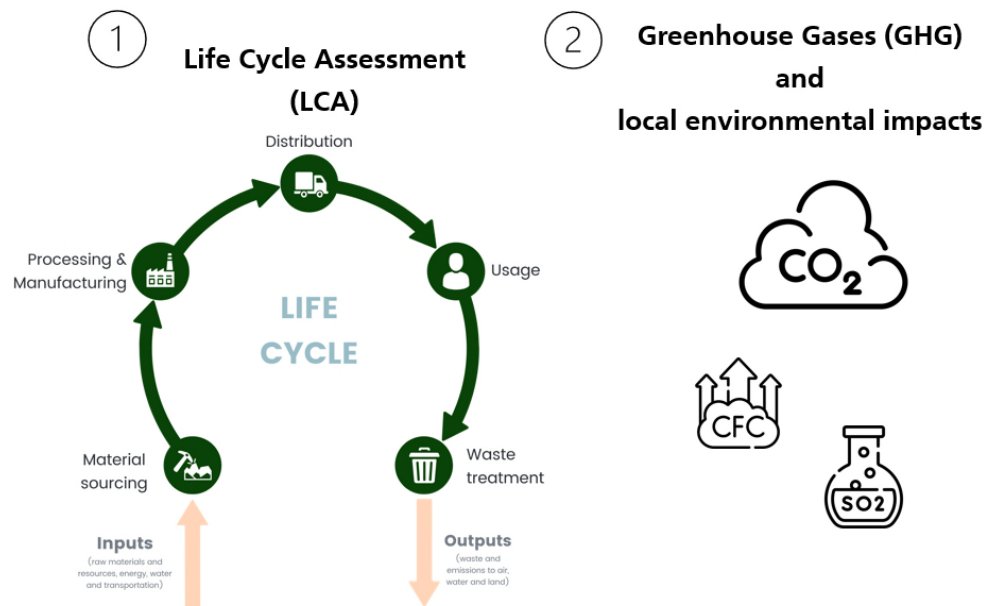 1
Life Cycle Assessment
(LCA)
Distribution
Processing &
Manufacturing
Usage
LIFE
CYCLE
Material
sourcing
Waste
treatment
Inputs
(raw materials and
resources, energy, water
and transportation)
Outputs
(waste and
emissions to air,
water and land)
2
Greenhouse Gases (GHG)
and
local environmental impacts
CO2
CFC
SO2